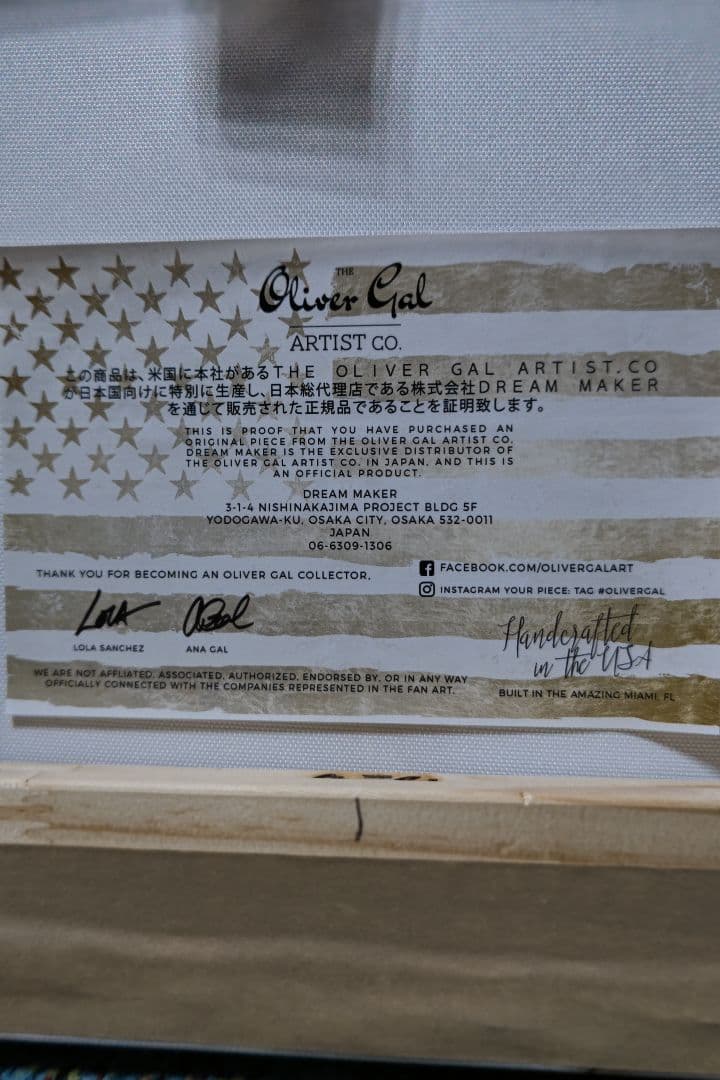 THE
Oliver Gal
ARTIST CO.
この商品は、米国に本社があるTHE OLIVER GAL ARTIST.CO
が日本国向けに特別に生産し、日本総代理店である株式会社DREAM MAKER
を通じて販売された正規品であることを証明致します。
THIS IS PROOF THAT YOU HAVE PURCHASED AN
ORIGINAL PIECE FROM THE OLIVER GAL ARTIST CO.
DREAM MAKER IS THE EXCLUSIVE DISTRIBUTOR OF
THE OLIVER GAL ARTIST CO. IN JAPAN, AND THIS IS
AN OFFICIAL PRODUCT.
DREAM MAKER
3-1-4 NISHINAKAJIMA PROJECT BLDG 5F
YODOGAWA-KU, OSAKA CITY, OSAKA 532-0011
JAPAN
06-6309-1306
THANK YOU FOR BECOMING AN OLIVER GAL COLLECTOR,
FACEBOOK.COM/OLIVERGALART
INSTAGRAM YOUR PIECE: TAG #OLIVERGAL
LOLA
LOLA SANCHEZ
ANA GAL
Handcrafted
in the USA
WE ARE NOT AFFLIATED, ASSOCIATED, AUTHORIZED, ENDORSED BY, OR IN ANY WAY
OFFICIALLY CONNECTED WITH THE COMPANIES REPRESENTED IN THE FAN ART.
BUILT IN THE AMAZING MIAMI, FL